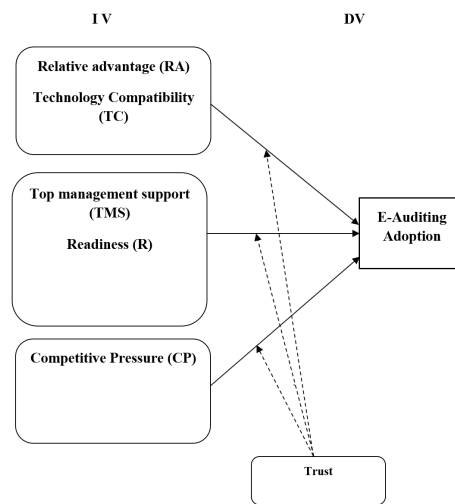 I V
DV
Relative advantage (RA)
Technology Compatibility
(TC)
Top management support
(TMS)
Readiness (R)
E-Auditing
Adoption
Competitive Pressure (CP)
Trust